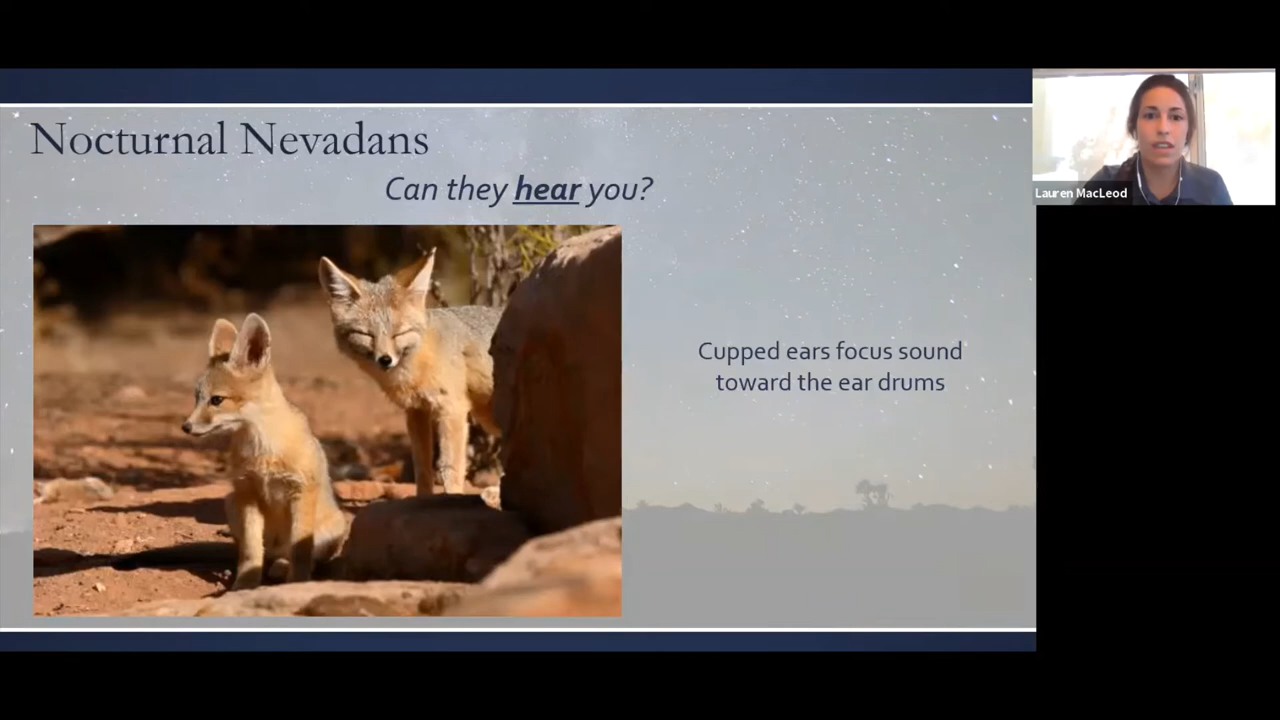 Nocturnal Nevadans
Can they hear you?
Cupped ears focus sound
toward the ear drums
Lauren MacLeod